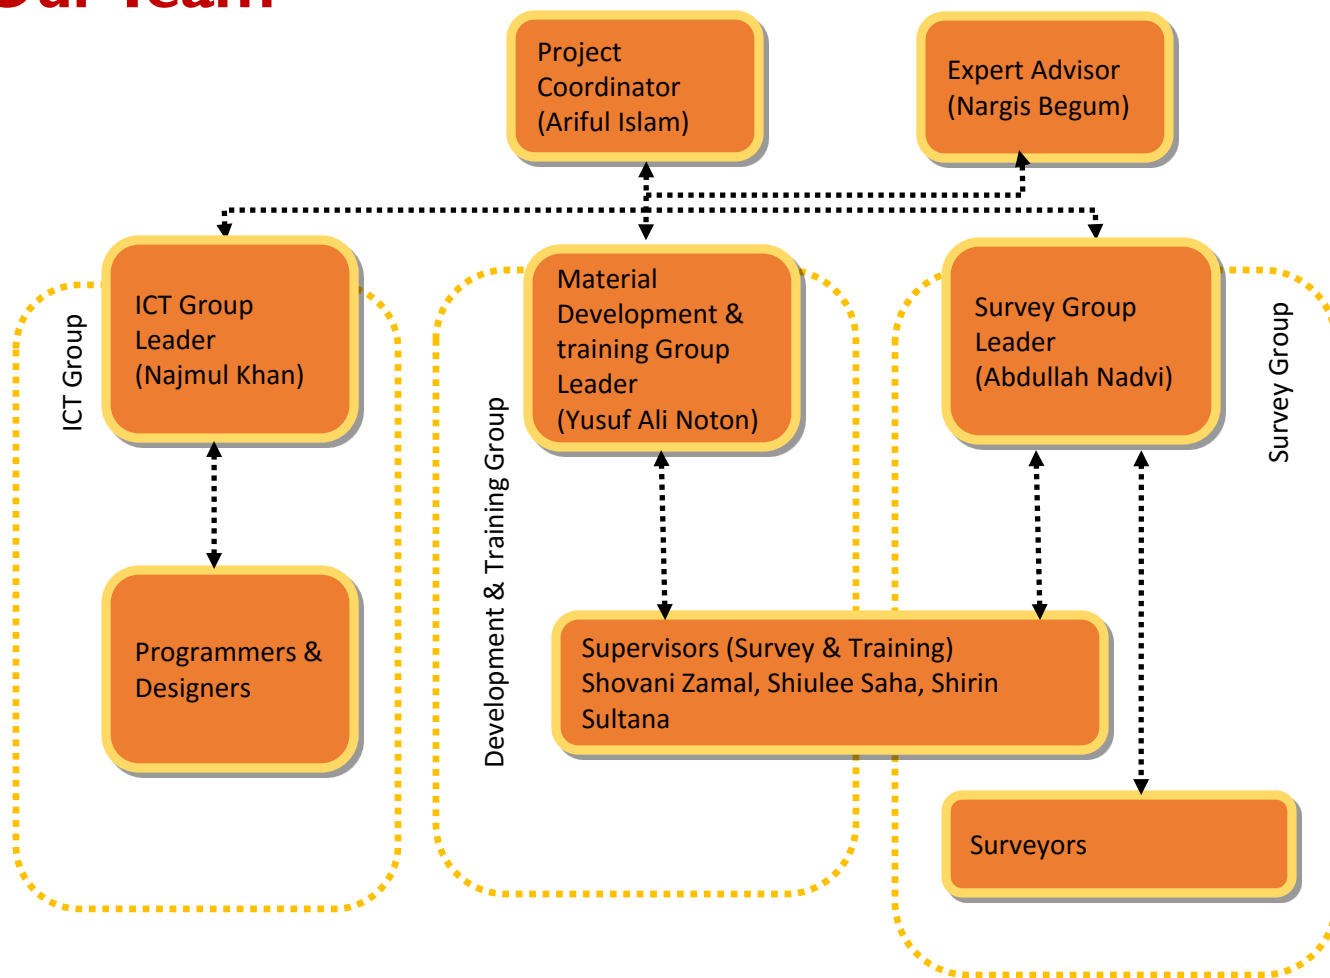 Our Team
Project
Coordinator
(Ariful Islam)
Expert Advisor
(Nargis Begum)
ICT Group
ICT Group
Leader
(Najmul Khan)
Programmers &
Designers
Development & Training Group
Material
Development &
training Group
Leader
(Yusuf Ali Noton)
Survey Group
Leader
(Abdullah Nadvi)
Survey Group
Supervisors (Survey & Training)
Shovani Zamal, Shiulee Saha, Shirin
Sultana
Surveyors